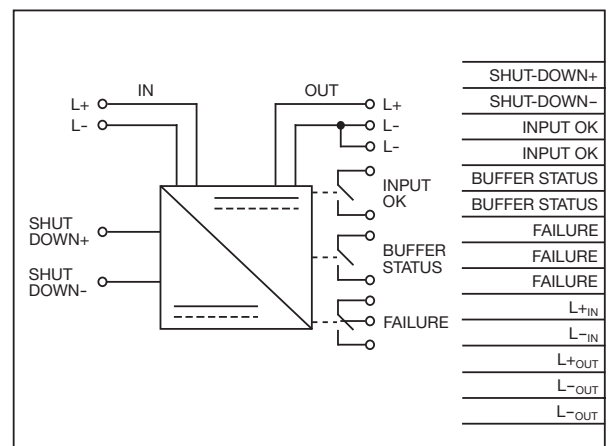 IN
OUT
L+
L-
L+
L-
L-
INPUT
OK
SHUT
DOWN+
BUFFER
STATUS
SHUT
DOWN-
FAILURE
SHUT-DOWN+
SHUT-DOWN-
INPUT OK
INPUT OK
BUFFER STATUS
BUFFER STATUS
FAILURE
FAILURE
FAILURE
L+IN
L-IN
L+OUT
L-OUT
L-OUT